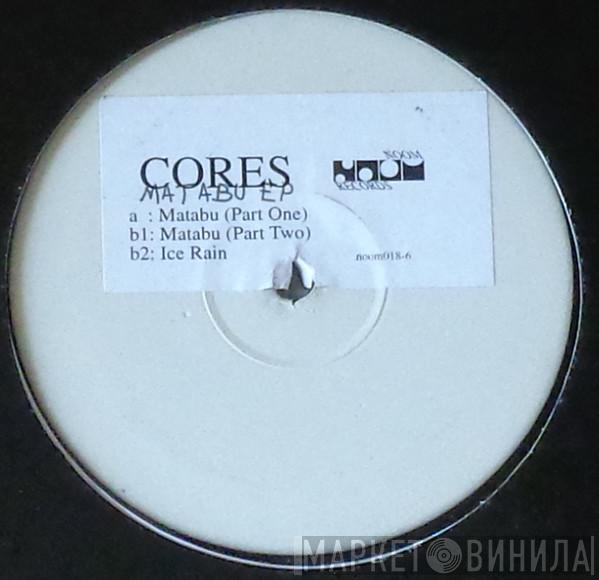 CORES
NOOM
RECORDS
MATABU EP
a : Matabu (Part One)
b1: Matabu (Part Two)
b2: Ice Rain
noom018-6
МАРКЕТ ВИНИЛА